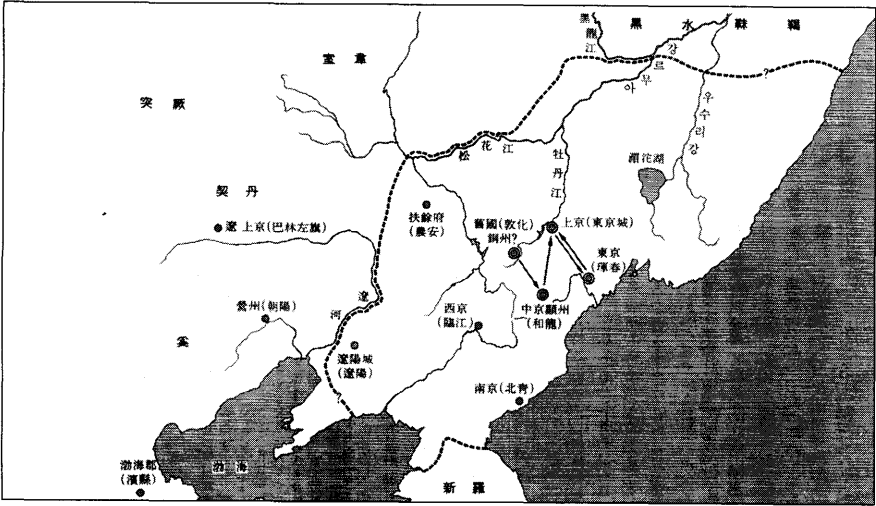 黑水靺鞨
黑龍江
室韋
突厥
아무르강
우수리강
松花江
牡丹江
湄沱湖
契丹
遼 上京(巴林左旗)
扶餘府
(農安)
舊國(敦化)
銅州?
上京(東京城)
東京
(琿春)
遼河
營州(朝陽)
西京
(臨江)
中京顯州
(和龍)
奚
遼陽城
(遼陽)
南京(北靑)
渤海郡
(濱縣)
渤海
新羅
?
?